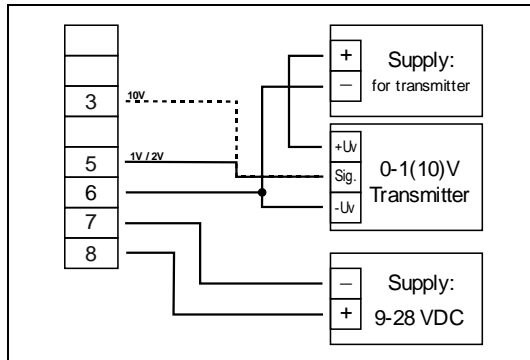 3
5
6
7
8
10V
1V / 2V
+
−
Supply:
for transmitter
+Uv
Sig.
-Uv
0-1(10)V
Transmitter
−
+
Supply:
9-28 VDC